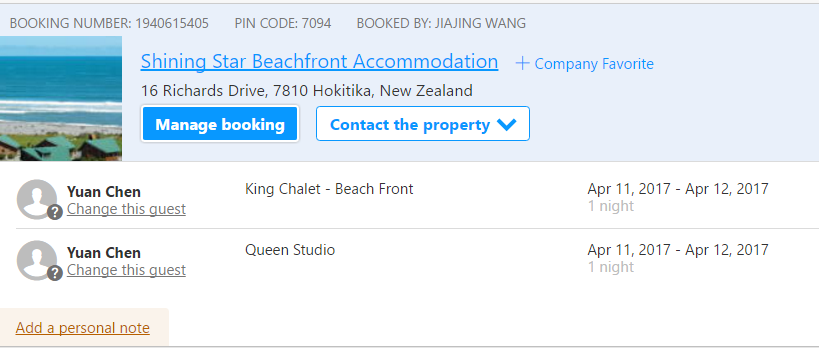 BOOKING NUMBER: 1940615405 PIN CODE: 7094 BOOKED BY: JIAJING WANG
Shining Star Beachfront Accommodation + Company Favorite
16 Richards Drive, 7810 Hokitika, New Zealand
Manage booking Contact the property
Yuan Chen King Chalet - Beach Front Apr 11, 2017 - Apr 12, 2017
? Change this guest 1 night
Yuan Chen Queen Studio Apr 11, 2017 - Apr 12, 2017
? Change this guest 1 night
Add a personal note